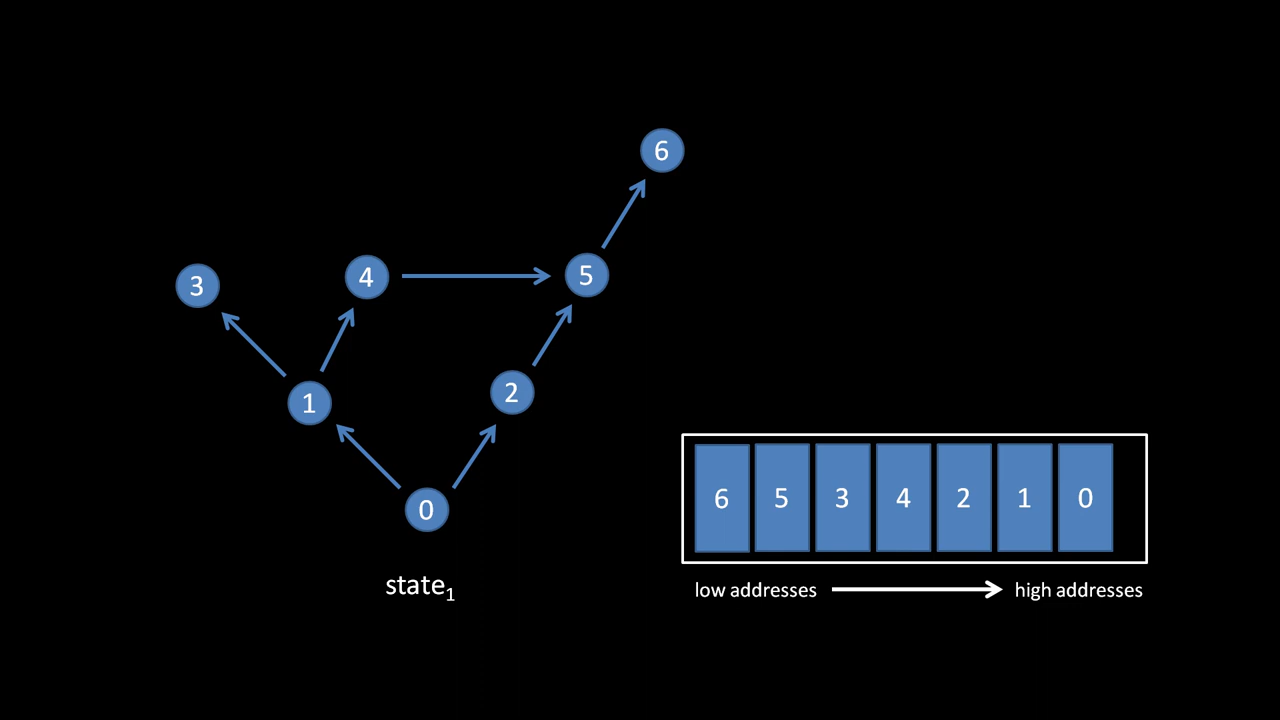 6
3
4
5
1
2
0
state₁
6 5 3 4 2 1 0
low addresses high addresses